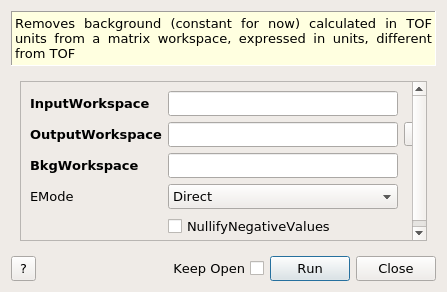 Removes background (constant for now) calculated in TOF
units from a matrix workspace, expressed in units, different
from TOF
InputWorkspace
OutputWorkspace
BkgWorkspace
EMode Direct
NullifyNegativeValues
? Keep Open Run Close